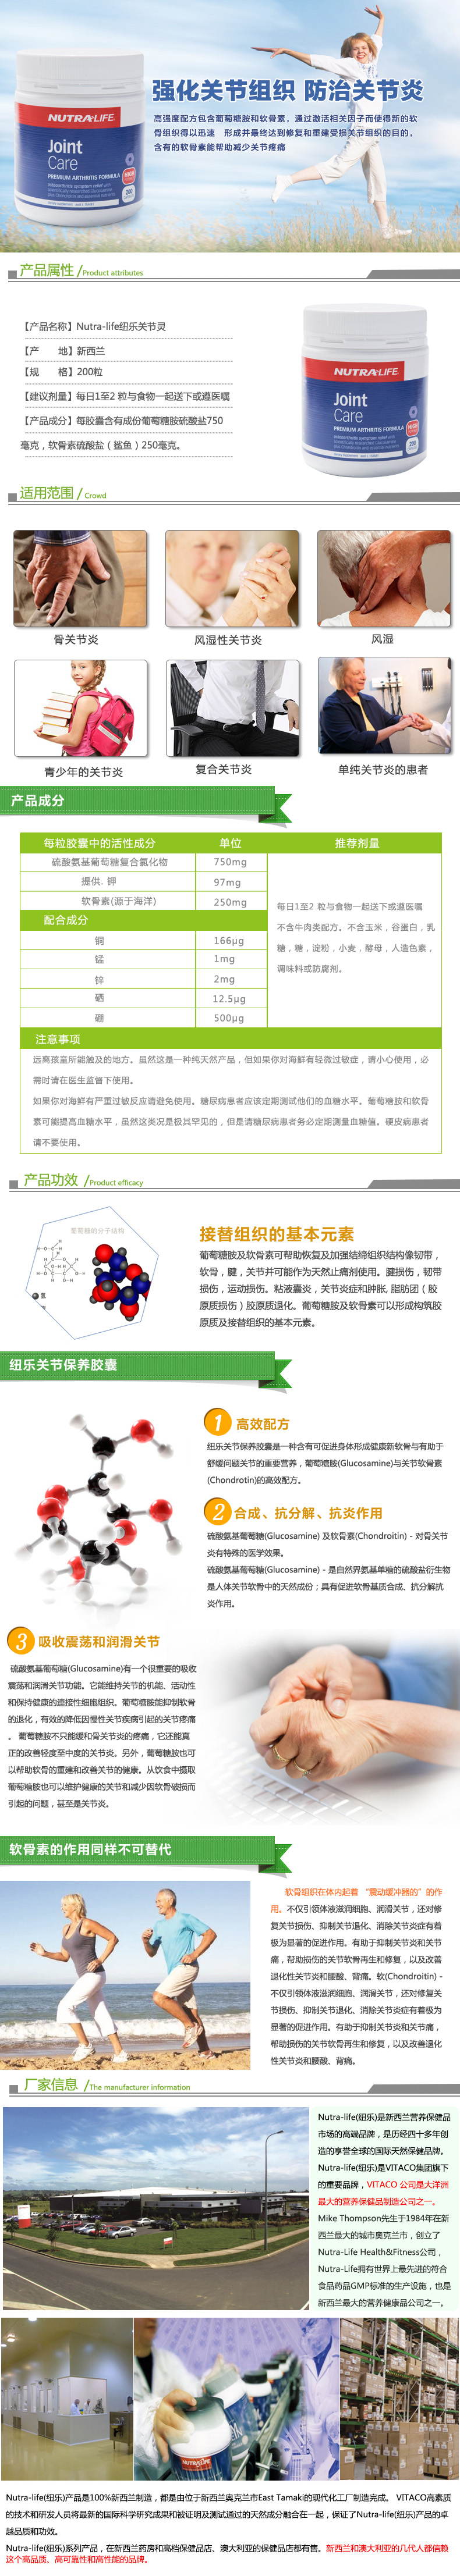 强化关节组织 防治关节炎
高强度配方包含葡萄糖胺和软骨素，通过激活相关因子而使得新的软
骨组织得以迅速　形成并最终达到修复和重建受损关节组织的目的，
含有的软骨素能帮助减少关节疼痛
NUTRA-LIFE
Joint
Care
PREMIUM ARTHRITIS FORMULA
200
产品属性 /Product attributes
【产品名称】Nutra-life纽乐关节灵
【产　　地】新西兰
【规　　格】200粒
【建议剂量】每日1至2 粒与食物一起送下或遵医嘱
【产品成分】每胶囊含有成份葡萄糖胺硫酸盐750
毫克，软骨素硫酸盐（鲨鱼）250毫克。
NUTRA-LIFE
Joint
Care
PREMIUM ARTHRITIS FORMULA
200
适用范围 / Crowd
骨关节炎
风湿性关节炎
风湿
青少年的关节炎
复合关节炎
单纯关节炎的患者
产品成分
每粒胶囊中的活性成分 单位 推荐剂量
硫酸氨基葡萄糖复合氯化物 750mg
提供. 钾 97mg
软骨素(源于海洋) 250mg
配合成分
铜 166μg
锰 1mg
锌 2mg
硒 12.5μg
硼 500μg
每日1至2 粒与食物一起送下或遵医嘱
不含牛肉类配方。不含玉米，谷蛋白，乳
糖，糖，淀粉，小麦，酵母，人造色素，
调味料或防腐剂。
注意事项
远离孩童所能触及的地方。虽然这是一种纯天然产品，但如果你对海鲜有轻微过敏症，请小心使用，必
需时请在医生监督下使用。
如果你对海鲜有严重过敏反应请避免使用。糖尿病患者应该定期测试他们的血糖水平。葡萄糖胺和软骨
素可能提高血糖水平，虽然这类况是极其罕见的，但是请糖尿病患者务必定期测量血糖值。硬皮病患者
请不要使用。
产品功效 /Product efficacy
葡萄糖的分子结构
氢
接替组织的基本元素
葡萄糖胺及软骨素可帮助恢复及加强结缔组织结构像韧带，
软骨，腱，关节并可能作为天然止痛剂使用。腱损伤，韧带
损伤，运动损伤。粘液囊炎，关节炎症和肿胀, 脂肪团（胶
原质损伤）胶原质退化。葡萄糖胺及软骨素可以形成构筑胶
原质及接替组织的基本元素。
纽乐关节保养胶囊
1 高效配方
纽乐关节保养胶囊是一种含有可促进身体形成健康新软骨与有助于
舒缓问题关节的重要营养，葡萄糖胺(Glucosamine)与关节软骨素
(Chondrotin)的高效配方。
2 合成、抗分解、抗炎作用
硫酸氨基葡萄糖(Glucosamine) 及软骨素(Chondroitin) - 对骨关节
炎有特殊的医学效果。
硫酸氨基葡萄糖(Glucosamine) - 是自然界氨基单糖的硫酸盐衍生物
是人体关节软骨中的天然成份；具有促进软骨基质合成、抗分解抗
炎作用。
3 吸收震荡和润滑关节
硫酸氨基葡萄糖(Glucosamine)有一个很重要的吸收
震荡和润滑关节功能。它能维持关节的机能、活动性
和保持健康的連接性细胞组织。葡萄糖胺能抑制软骨
的退化，有效的降低因慢性关节疾病引起的关节疼痛
。葡萄糖胺不只能缓和骨关节炎的疼痛，它还能真
正的改善轻度至中度的关节炎。另外，葡萄糖胺也可
以帮助软骨的重建和改善关节的健康。从饮食中摄取
葡萄糖胺也可以维护健康的关节和减少因软骨破损而
引起的问题，甚至是关节炎。
软骨素的作用同样不可替代
软骨组织在体内起着 “震动缓冲器的”的作
用。不仅引领体液滋润细胞、润滑关节，还对修
复关节损伤、抑制关节退化、消除关节炎症有着
极为显著的促进作用。有助于抑制关节炎和关节
痛，帮助损伤的关节软骨再生和修复，以及改善
退化性关节炎和腰酸、背痛。软(Chondroitin) -
不仅引领体液滋润细胞、润滑关节，还对修复关
节损伤、抑制关节退化、消除关节炎症有着极为
显著的促进作用。有助于抑制关节炎和关节痛，
帮助损伤的关节软骨再生和修复，以及改善退化
性关节炎和腰酸、背痛。
厂家信息 /The manufacturer information
Nutra-life(纽乐)是新西兰营养保健品
市场的高端品牌，是历经四十多年创
造的享誉全球的国际天然保健品牌。
Nutra-life(纽乐)是VITACO集团旗下
的重要品牌，VITACO 公司是大洋洲
最大的营养保健品制造公司之一。
Mike Thompson先生于1984年在新
西兰最大的城市奥克兰市，创立了
Nutra-Life Health&Fitness公司，
Nutra-Life拥有世界上最先进的符合
食品药品GMP标准的生产设施，也是
新西兰最大的营养健康品公司之一。
NUTRA-LIFE
Nutra-life(纽乐)产品是100%新西兰制造，都是由位于新西兰奥克兰市East Tamaki的现代化工厂制造完成。 VITACO高素质
的技术和研发人员将最新的国际科学研究成果和被证明及测试通过的天然成分融合在一起，保证了Nutra-life(纽乐)产品的卓
越品质和功效。
Nutra-life(纽乐)系列产品，在新西兰药房和高档保健品店、澳大利亚的保健品店都有售。新西兰和澳大利亚的几代人都信赖
这个高品质、高可靠性和高性能的品牌。